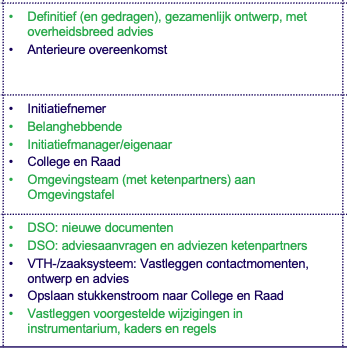 • Definitief (en gedragen), gezamenlijk ontwerp, met
overheidsbreed advies
• Anterieure overeenkomst
• Initiatiefnemer
• Belanghebbende
• Initiatiefmanager/eigenaar
• College en Raad
• Omgevingsteam (met ketenpartners) aan
Omgevingstafel
• DSO: nieuwe documenten
• DSO: adviesaanvragen en adviezen ketenpartners
• VTH-/zaaksysteem: Vastleggen contactmomenten,
ontwerp en advies
• Opslaan stukkenstroom naar College en Raad
• Vastleggen voorgestelde wijzigingen in
instrumentarium, kaders en regels